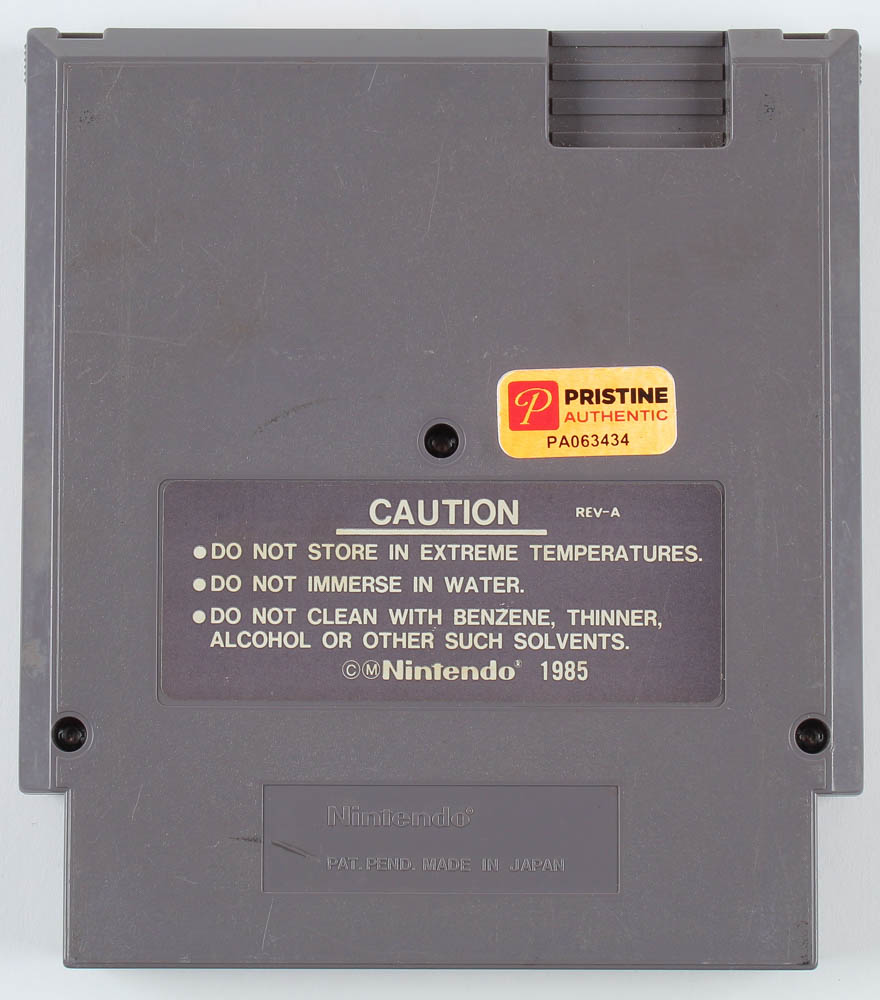 P PRISTINE
AUTHENTIC
PA063434
CAUTION REV-A
●DO NOT STORE IN EXTREME TEMPERATURES.
●DO NOT IMMERSE IN WATER.
●DO NOT CLEAN WITH BENZENE, THINNER,
ALCOHOL OR OTHER SUCH SOLVENTS.
©ⓂNintendo® 1985
Nintendo®
PAT. PEND. MADE IN JAPAN